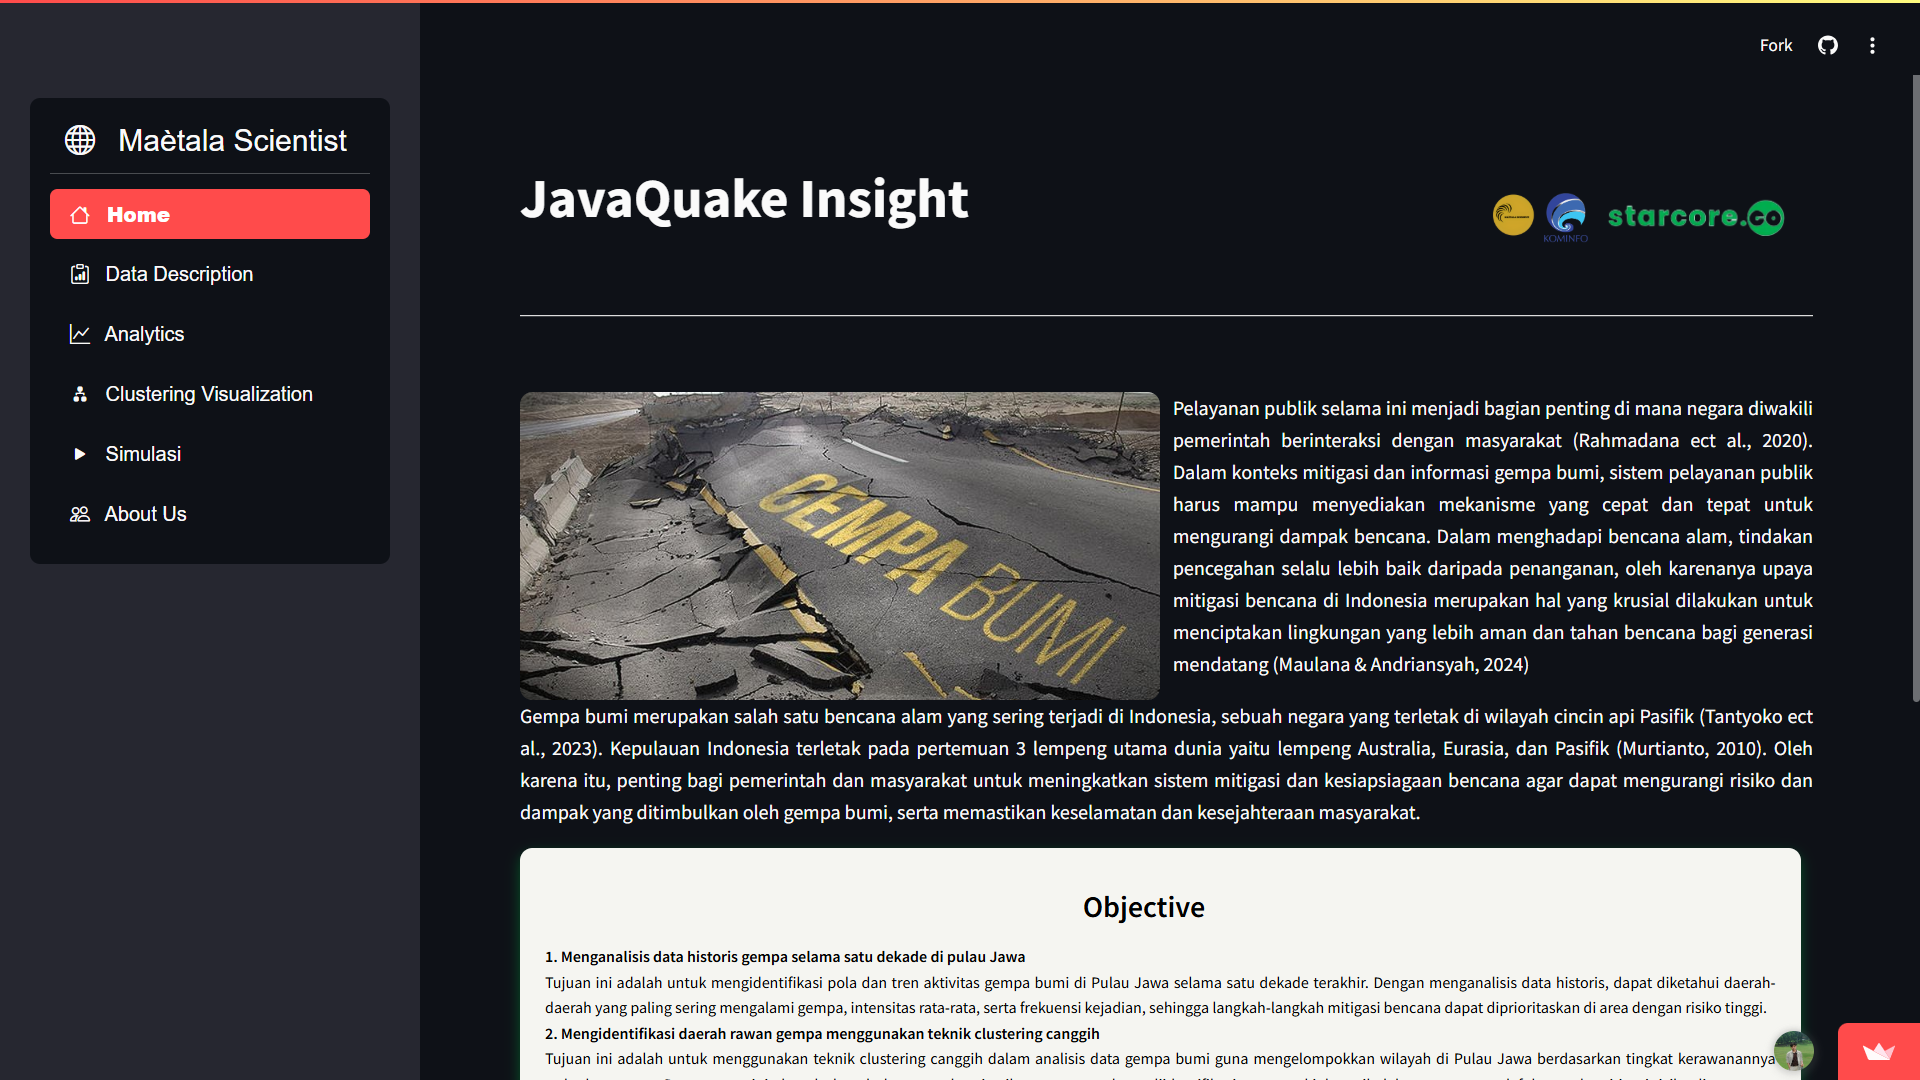 Fork
Maètala Scientist
Home
Data Description
Analytics
Clustering Visualization
Simulasi
About Us
JavaQuake Insight
KOMINFO
starcore.co
GEMPA BUMI
Pelayanan publik selama ini menjadi bagian penting di mana negara diwakili
pemerintah berinteraksi dengan masyarakat (Rahmadana ect al., 2020).
Dalam konteks mitigasi dan informasi gempa bumi, sistem pelayanan publik
harus mampu menyediakan mekanisme yang cepat dan tepat untuk
mengurangi dampak bencana. Dalam menghadapi bencana alam, tindakan
pencegahan selalu lebih baik daripada penanganan, oleh karenanya upaya
mitigasi bencana di Indonesia merupakan hal yang krusial dilakukan untuk
menciptakan lingkungan yang lebih aman dan tahan bencana bagi generasi
mendatang (Maulana & Andriansyah, 2024)
Gempa bumi merupakan salah satu bencana alam yang sering terjadi di Indonesia, sebuah negara yang terletak di wilayah cincin api Pasifik (Tantyoko ect
al., 2023). Kepulauan Indonesia terletak pada pertemuan 3 lempeng utama dunia yaitu lempeng Australia, Eurasia, dan Pasifik (Murtianto, 2010). Oleh
karena itu, penting bagi pemerintah dan masyarakat untuk meningkatkan sistem mitigasi dan kesiapsiagaan bencana agar dapat mengurangi risiko dan
dampak yang ditimbulkan oleh gempa bumi, serta memastikan keselamatan dan kesejahteraan masyarakat.
Objective
1. Menganalisis data historis gempa selama satu dekade di pulau Jawa
Tujuan ini adalah untuk mengidentifikasi pola dan tren aktivitas gempa bumi di Pulau Jawa selama satu dekade terakhir. Dengan menganalisis data historis, dapat diketahui daerah-
daerah yang paling sering mengalami gempa, intensitas rata-rata, serta frekuensi kejadian, sehingga langkah-langkah mitigasi bencana dapat diprioritaskan di area dengan risiko tinggi.
2. Mengidentifikasi daerah rawan gempa menggunakan teknik clustering canggih
Tujuan ini adalah untuk menggunakan teknik clustering canggih dalam analisis data gempa bumi guna mengelompokkan wilayah di Pulau Jawa berdasarkan tingkat kerawanannya